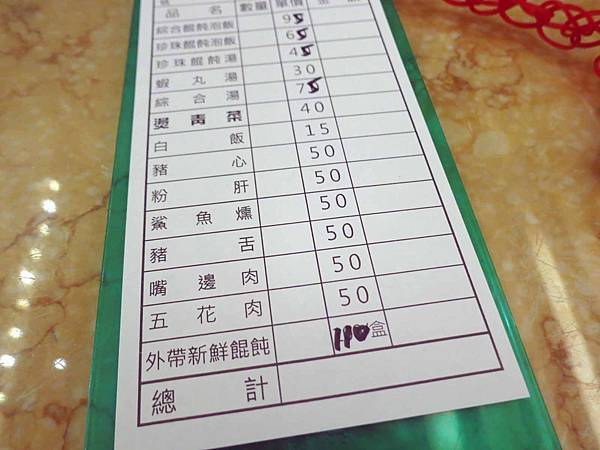 品名 數量 單價 金額
綜合餛飩泡飯 95
珍珠餛飩泡飯 65
珍珠餛飩湯 45
蝦丸湯 30
綜合湯 75
燙青菜 40
白飯 15
豬心 50
粉肝 50
鯊魚燻 50
豬舌 50
嘴邊肉 50
五花肉 50
外帶新鮮餛飩 110盒
總計